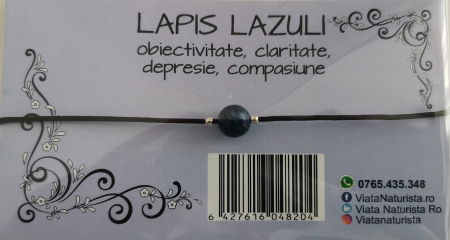 LAPIS LAZULI
obiectivitate, claritate,
depresie, compasiune
0765.435.348
ViataNaturista.ro
Viata Naturista Ro
Viatanaturista
6 427616 048204